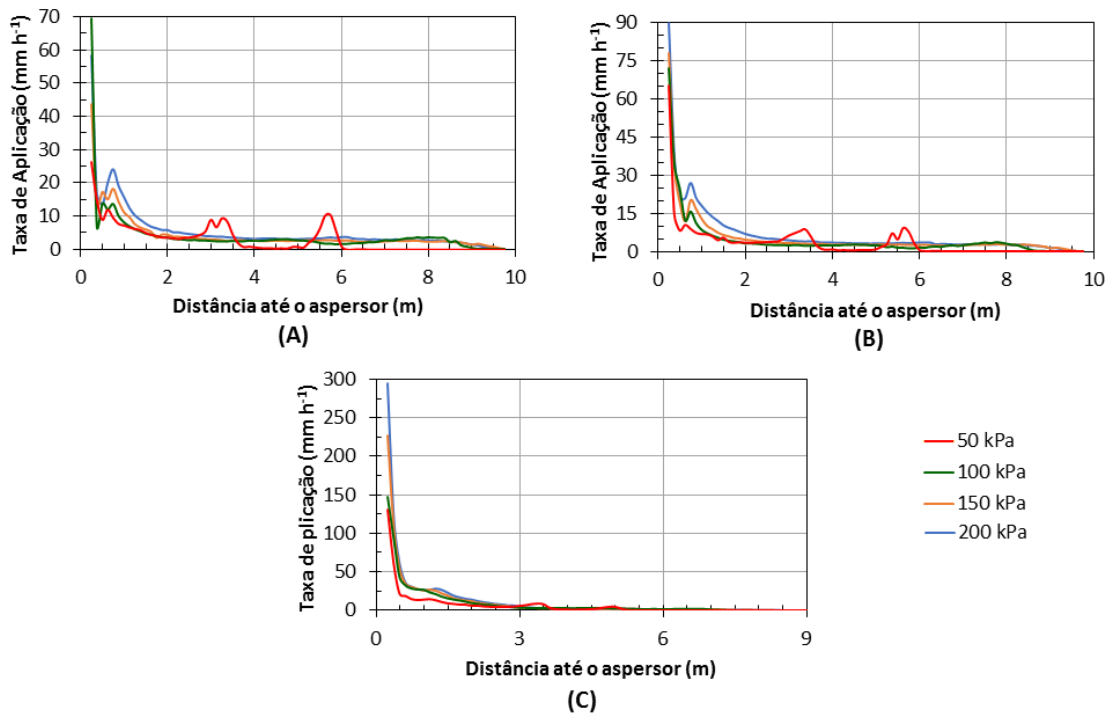 Taxa de Aplicação (mm h-1)
70
60
50
40
30
20
10
0
0 2 4 6 8 10
Distância até o aspersor (m)
(A)
Taxa de Aplicação (mm h-1)
90
75
60
45
30
15
0
0 2 4 6 8 10
Distância até o aspersor (m)
(B)
Taxa de plicação (mm h-1)
300
250
200
150
100
50
0
0 3 6 9
Distância até o aspersor (m)
(C)
50 kPa
100 kPa
150 kPa
200 kPa